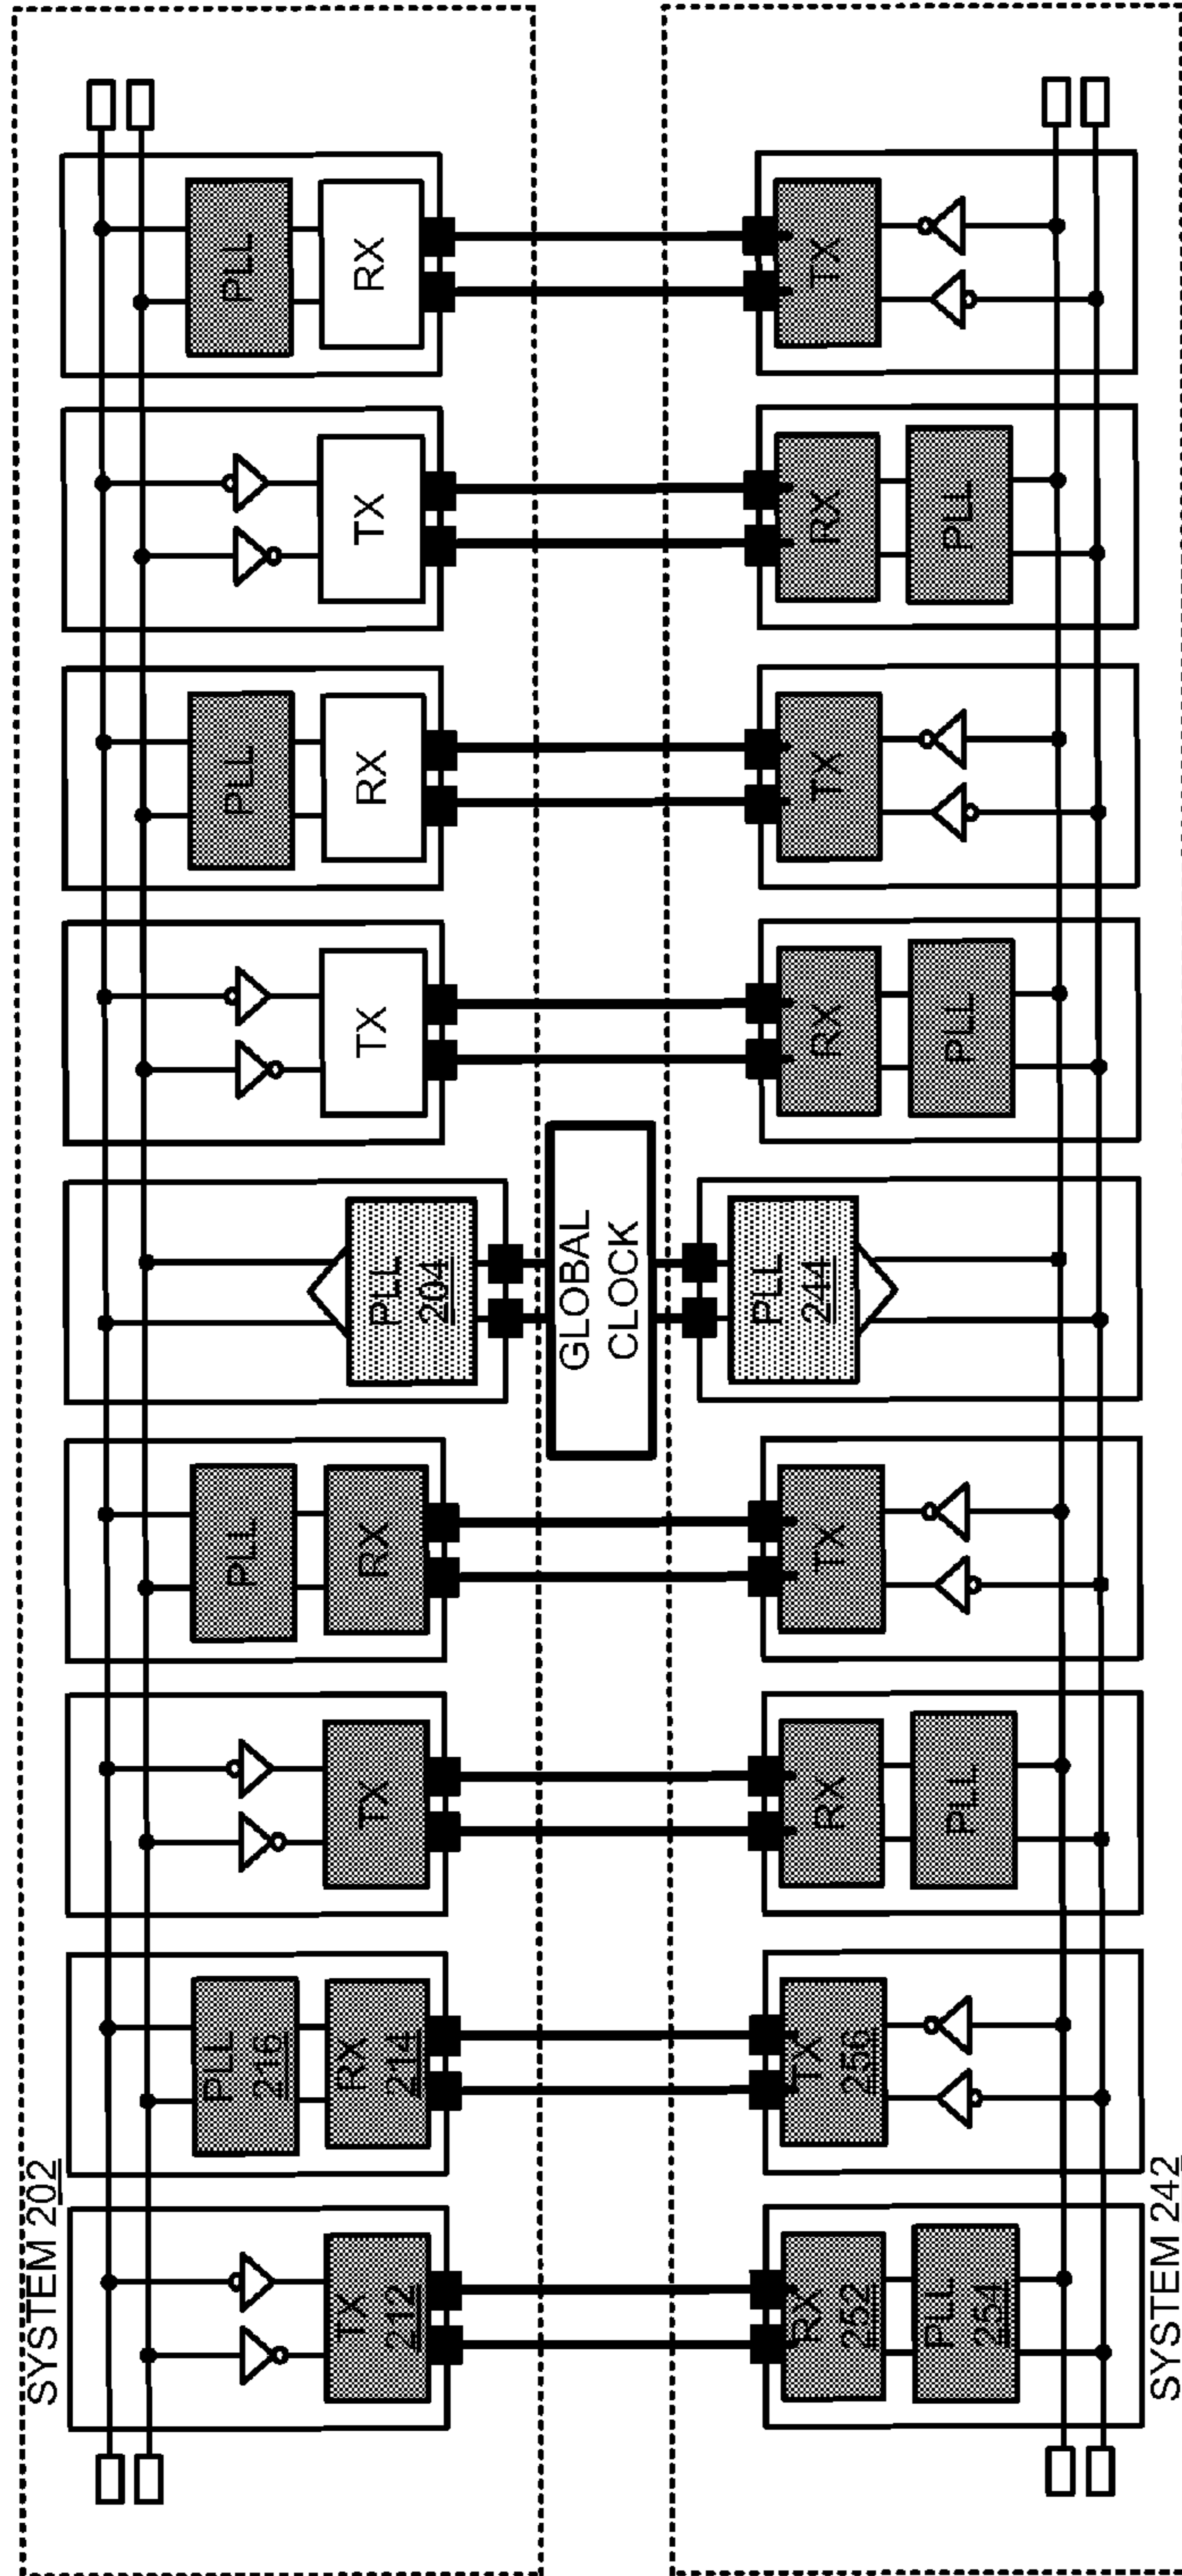 SYSTEM 202
TX
212
PLL
216
RX
214
TX
PLL
RX
PLL
204
TX
PLL
RX
TX
PLL
RX
GLOBAL
CLOCK
RX
252
PLL
254
TX
256
RX
PLL
TX
PLL
244
RX
PLL
TX
RX
PLL
TX
SYSTEM 242